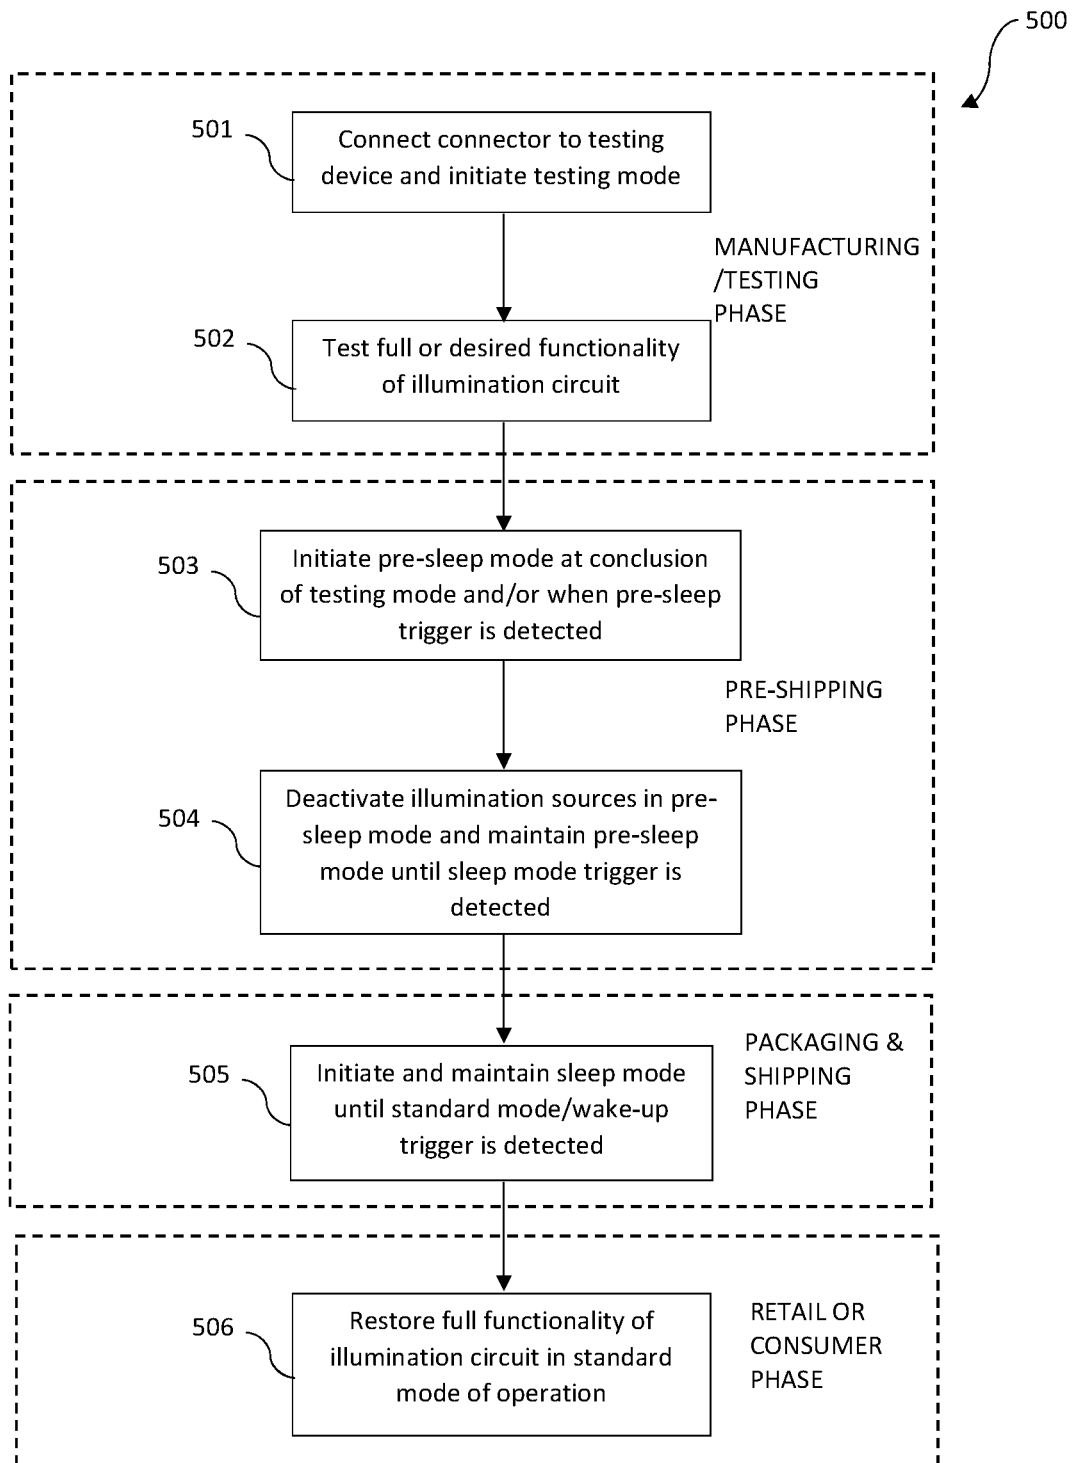 500
501
Connect connector to testing
device and initiate testing mode
MANUFACTURING
/TESTING
PHASE
502
Test full or desired functionality
of illumination circuit
503
Initiate pre-sleep mode at conclusion
of testing mode and/or when pre-sleep
trigger is detected
PRE-SHIPPING
PHASE
504
Deactivate illumination sources in pre-
sleep mode and maintain pre-sleep
mode until sleep mode trigger is
detected
PACKAGING &
SHIPPING
PHASE
505
Initiate and maintain sleep mode
until standard mode/wake-up
trigger is detected
RETAIL OR
CONSUMER
PHASE
506
Restore full functionality of
illumination circuit in standard
mode of operation